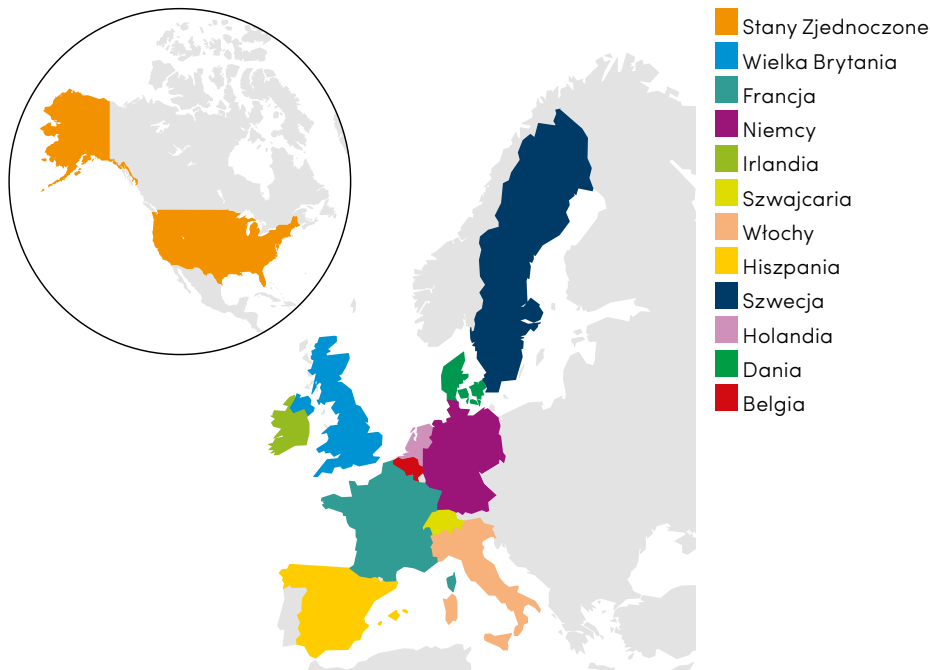 Stany Zjednoczone
Wielka Brytania
Francja
Niemcy
Irlandia
Szwajcaria
Włochy
Hiszpania
Szwecja
Holandia
Dania
Belgia